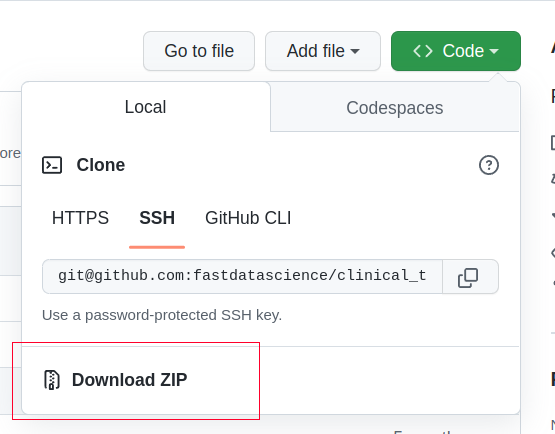 Go to file
Add file
Code
Local
Codespaces
Clone
HTTPS
SSH
GitHub CLI
git@github.com:fastdatascience/clinical_t
Use a password-protected SSH key.
Download ZIP